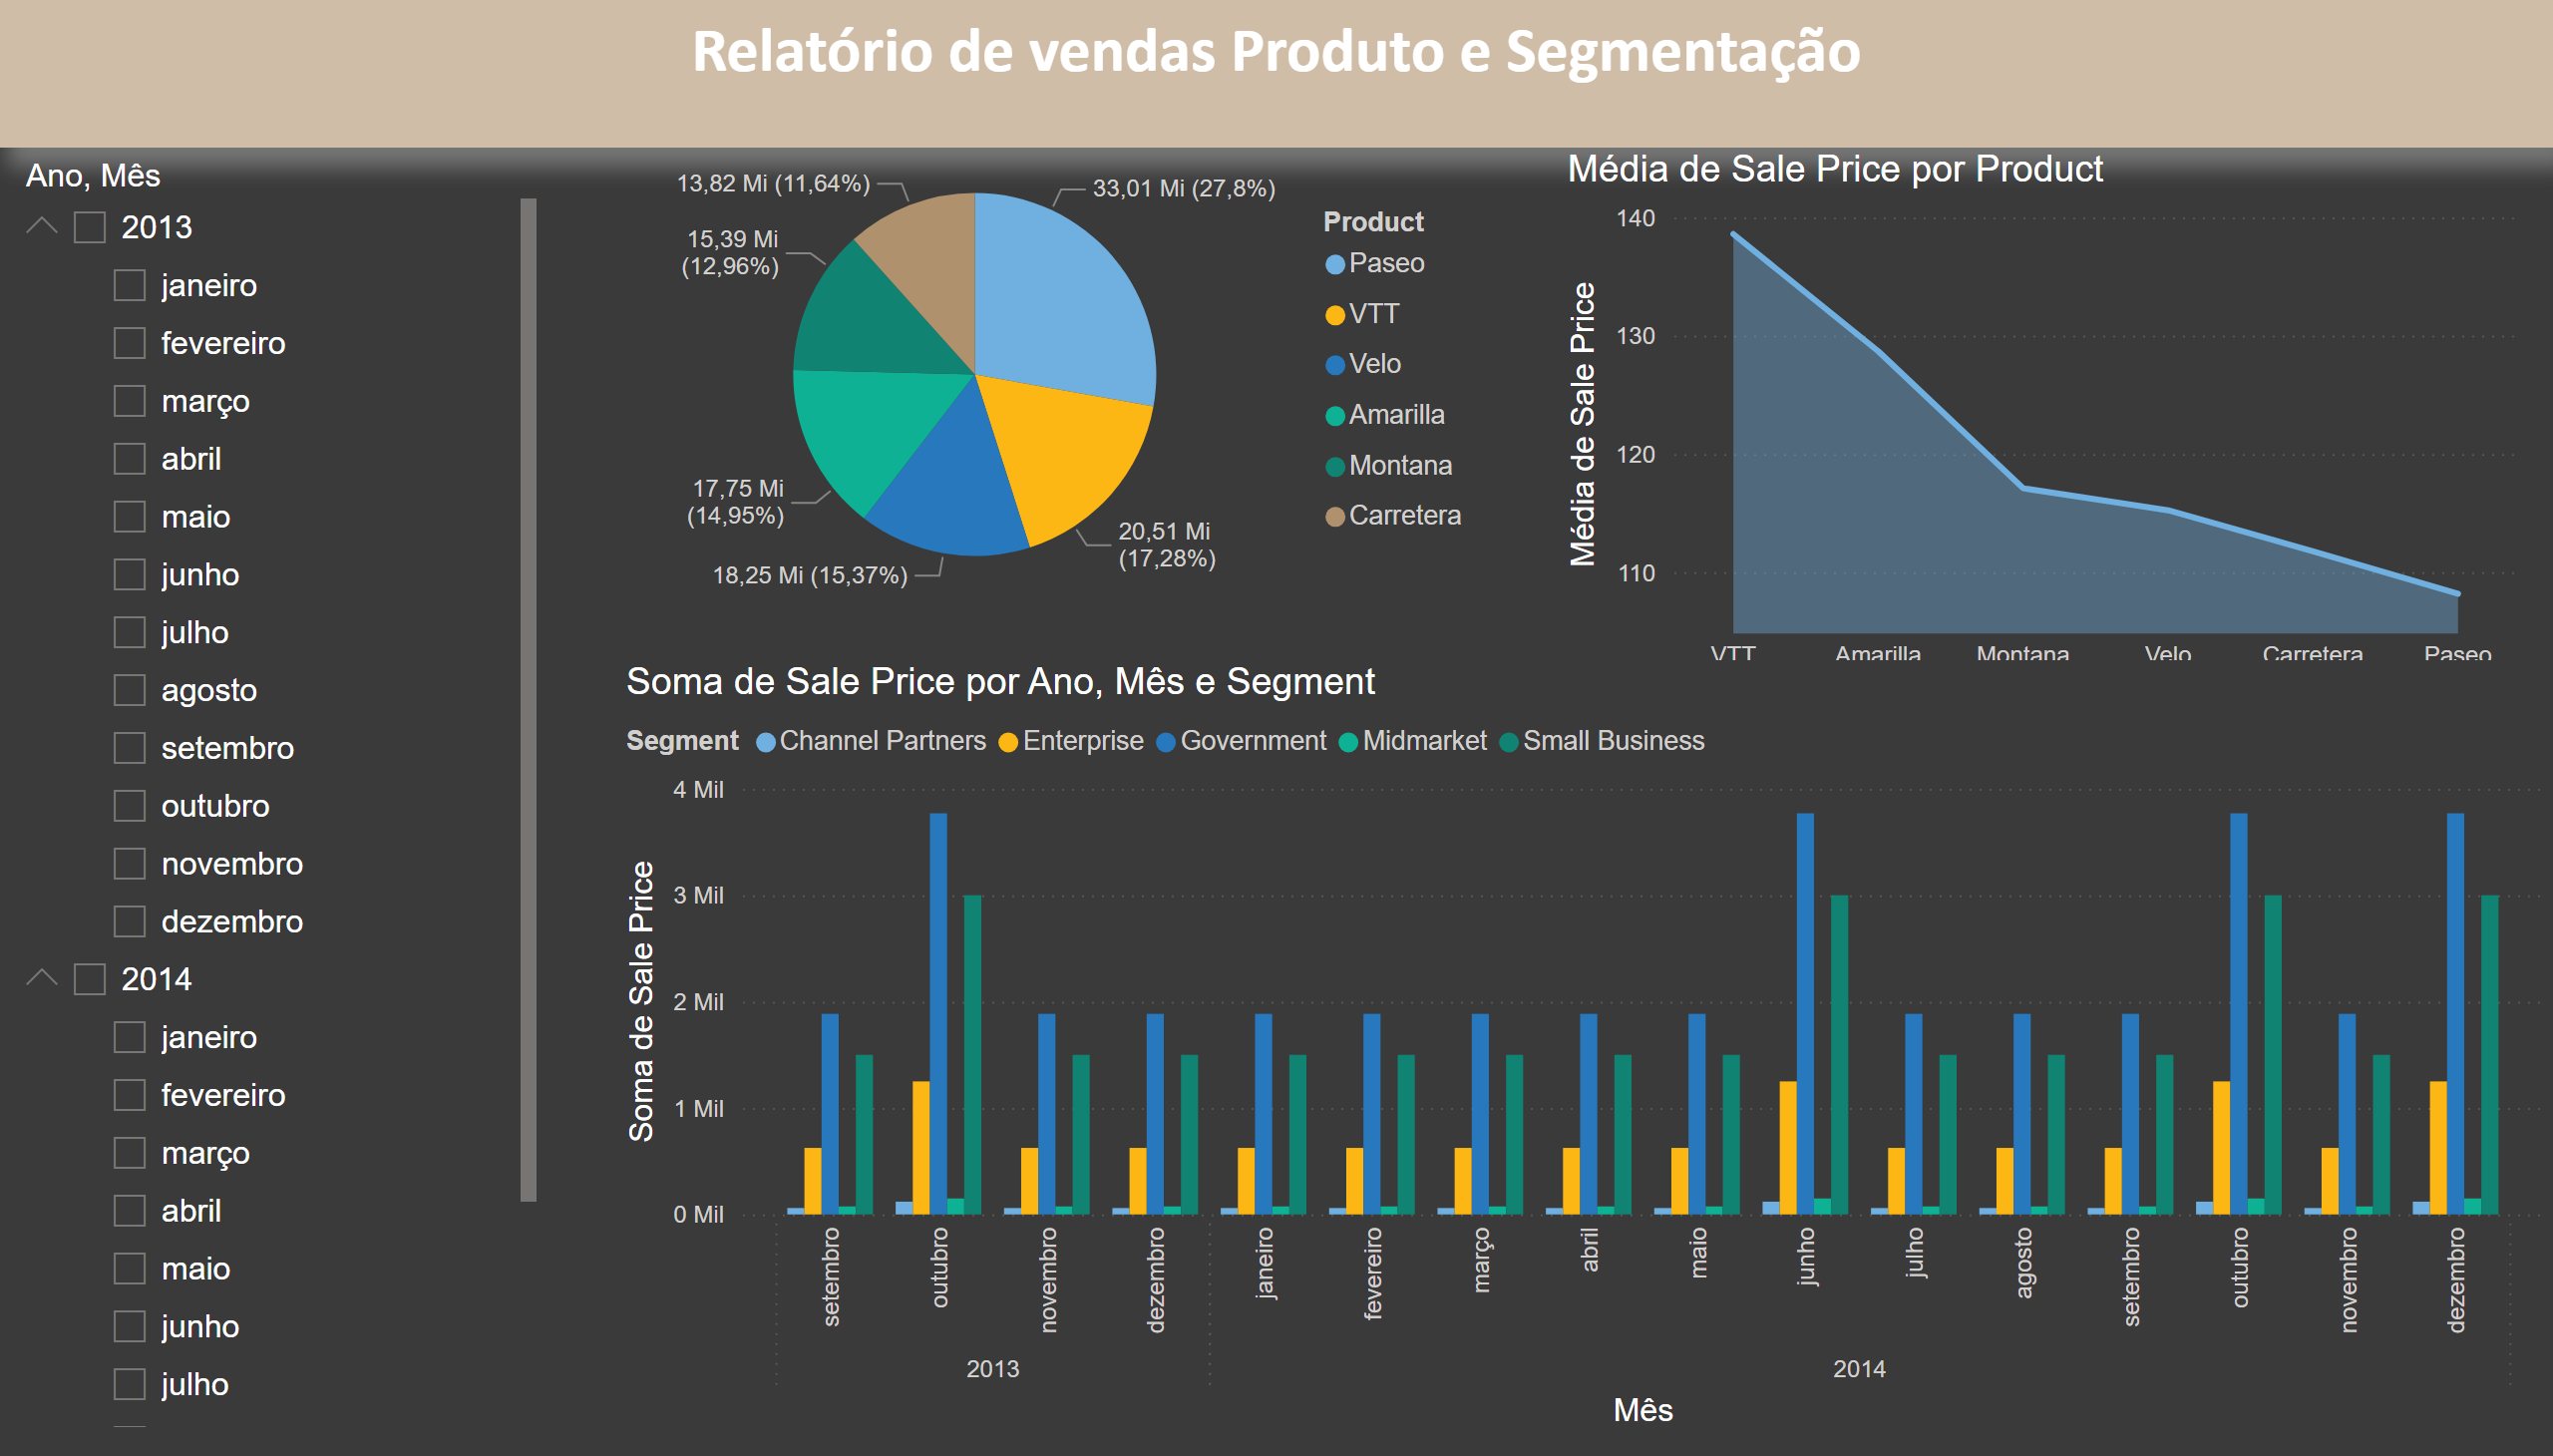 Relatório de vendas Produto e Segmentação
Ano, Mês
2013
janeiro
fevereiro
março
abril
maio
junho
julho
agosto
setembro
outubro
novembro
dezembro
2014
janeiro
fevereiro
março
abril
maio
junho
julho
13,82 Mi (11,64%)
33,01 Mi (27,8%)
15,39 Mi
(12,96%)
17,75 Mi
(14,95%)
18,25 Mi (15,37%)
20,51 Mi
(17,28%)
Product
Paseo
VTT
Velo
Amarilla
Montana
Carretera
Média de Sale Price por Product
Média de Sale Price
140
130
120
110
VTT Amarilla Montana Velo Carretera Paseo
Soma de Sale Price por Ano, Mês e Segment
Segment Channel Partners Enterprise Government Midmarket Small Business
Soma de Sale Price
4 Mil
3 Mil
2 Mil
1 Mil
0 Mil
setembro outubro novembro dezembro janeiro fevereiro março abril maio junho julho agosto setembro outubro novembro dezembro
2013 2014
Mês